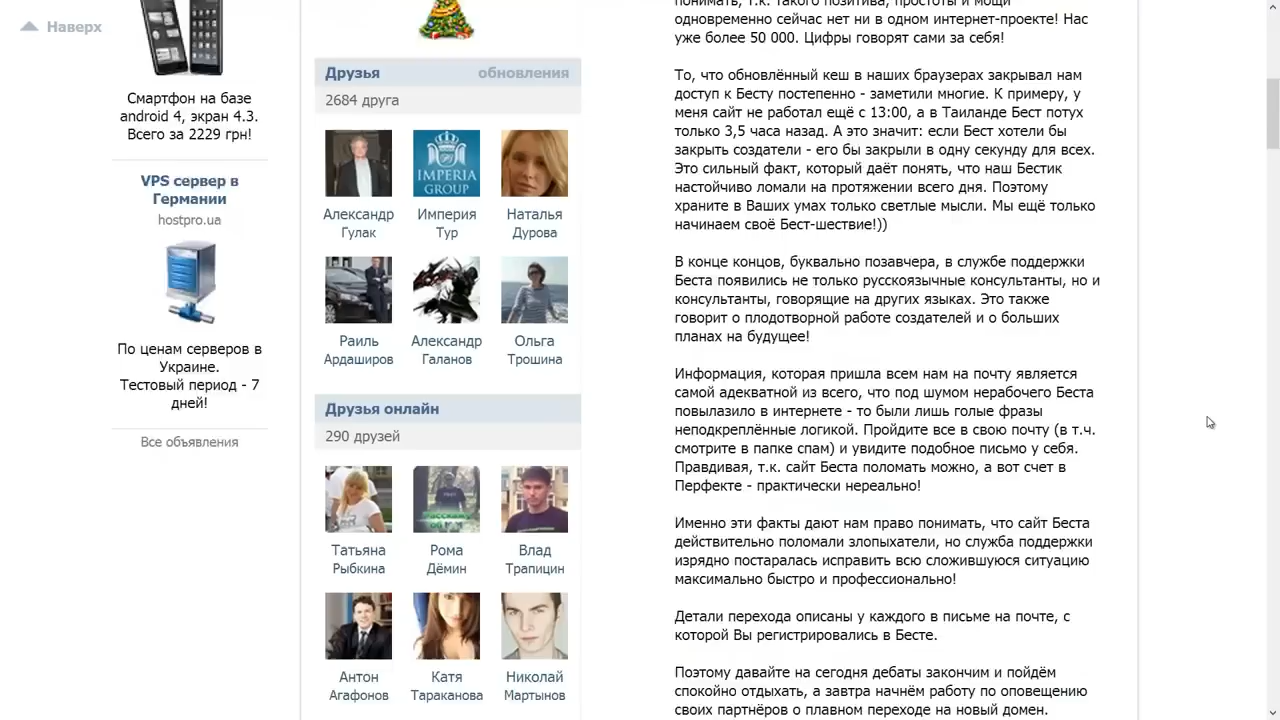 Наверх
Смартфон на базе
android 4, экран 4.3.
Всего за 2229 грн!
VPS сервер в
Германии
hostpro.ua
По ценам серверов в
Украине.
Тестовый период - 7
дней!
Все объявления
Друзья обновления
2684 друга
IMPERIA
GROUP
Александр Империя Наталья
Гулак Тур Дурова
Раиль Александр Ольга
Ардаширов Галанов Трошина
Друзья онлайн
290 друзей
Татьяна Рома Влад
Рыбкина Дёмин Трапицин
Антон Катя Николай
Агафонов Тараканова Мартынов
понимать, т.к. такого позитива, простоты и мощи
одновременно сейчас нет ни в одном интернет-проекте! Нас
уже более 50 000. Цифры говорят сами за себя!
То, что обновлённый кеш в наших браузерах закрывал нам
доступ к Бесту постепенно - заметили многие. К примеру, у
меня сайт не работал ещё с 13:00, а в Таиланде Бест потух
только 3,5 часа назад. А это значит: если Бест хотели бы
закрыть создатели - его бы закрыли в одну секунду для всех.
Это сильный факт, который даёт понять, что наш Бестик
настойчиво ломали на протяжении всего дня. Поэтому
храните в Ваших умах только светлые мысли. Мы ещё только
начинаем своё Бест-шествие!))
В конце концов, буквально позавчера, в службе поддержки
Беста появились не только русскоязычные консультанты, но и
консультанты, говорящие на других языках. Это также
говорит о плодотворной работе создателей и о больших
планах на будущее!
Информация, которая пришла всем нам на почту является
самой адекватной из всего, что под шумом нерабочего Беста
повылазило в интернете - то были лишь голые фразы
неподкреплённые логикой. Пройдите все в свою почту (в т.ч.
смотрите в папке спам) и увидите подобное письмо у себя.
Правдивая, т.к. сайт Беста поломать можно, а вот счет в
Перфекте - практически нереально!
Именно эти факты дают нам право понимать, что сайт Беста
действительно поломали злопыхатели, но служба поддержки
изрядно постаралась исправить всю сложившуюся ситуацию
максимально быстро и профессионально!
Детали перехода описаны у каждого в письме на почте, с
которой Вы регистрировались в Бесте.
Поэтому давайте на сегодня дебаты закончим и пойдём
спокойно отдыхать, а завтра начнём работу по оповещению
своих партнёров о плавном переходе на новый домен.